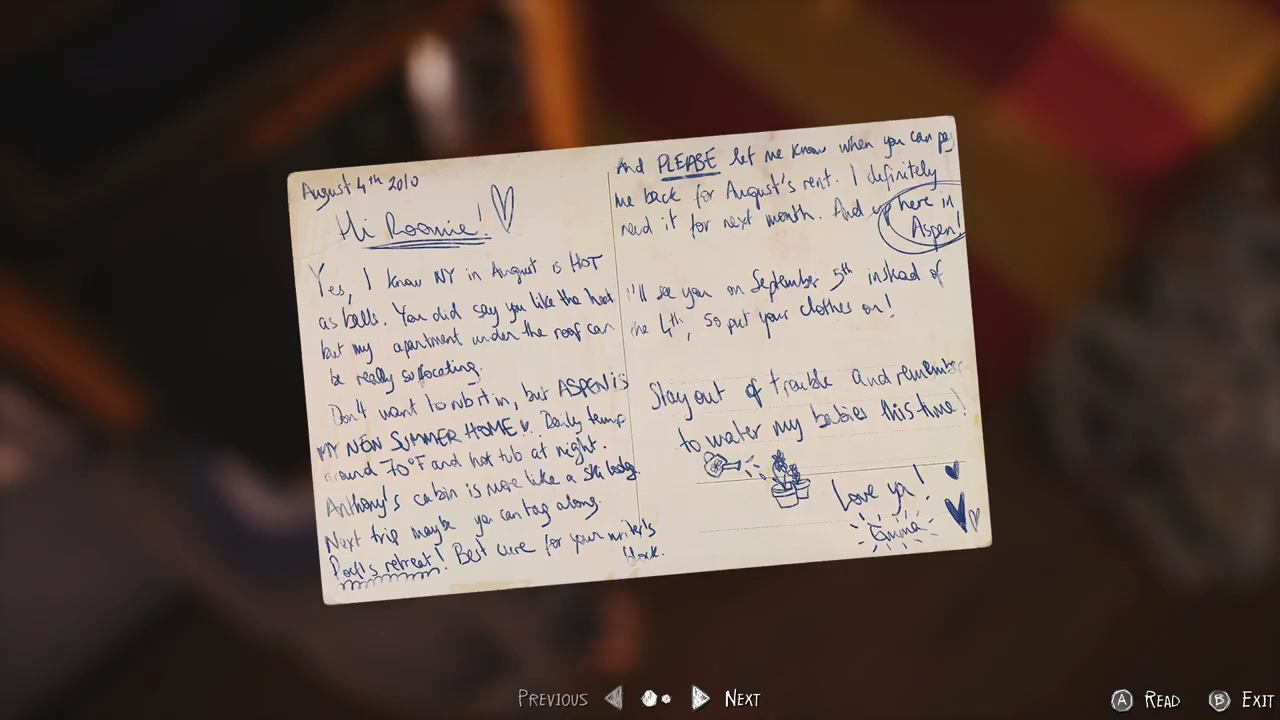 August 4th 2010
Hi Roomie!
Yes, I know NY in August is HOT
as balls. You did say you like the heat
but my apartment under the roof can
be really suffocating.
Don't want to rub it in, but ASPEN IS
MY NEW SUMMER HOME!. Daily temp
around 70°F and hot tub at night.
Anthony's cabin is more like a ski lodge.
Next trip maybe you can tag along.
Poet's retreat! Best cure for your writer's
block.
And PLEASE let me know when you can pay
me back for August's rent. I definitely
need it for next month. And up here in
Aspen!
I'll see you on September 5th instead of
the 4th, so put your clothes on!
Stay out of trouble and remember
to water my babies this time!
Love ya!
Emma
PREVIOUS NEXT
A READ B EXIT